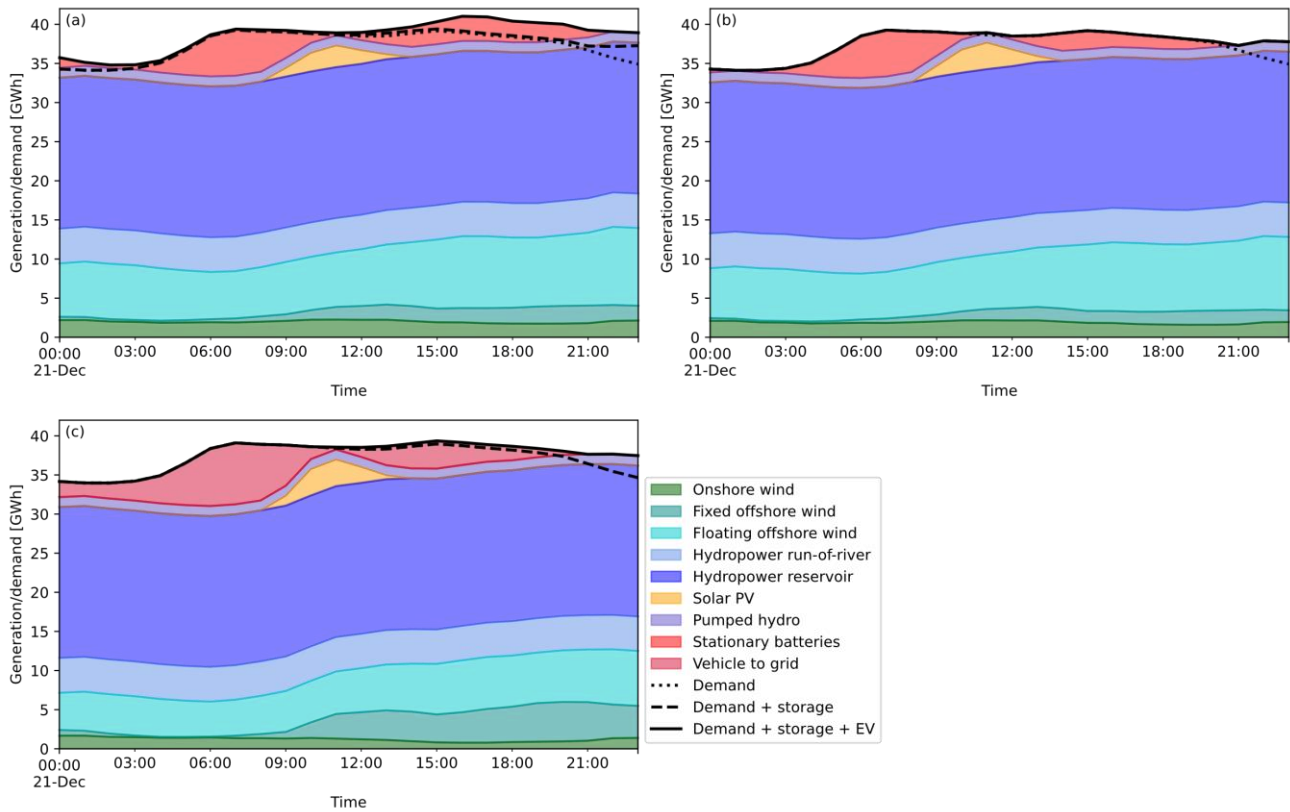 (a)
Generation/demand [GWh]
40
35
30
25
20
15
10
5
0
00:00 03:00 06:00 09:00 12:00 15:00 18:00 21:00
21-Dec
Time
(b)
Generation/demand [GWh]
40
35
30
25
20
15
10
5
0
00:00 03:00 06:00 09:00 12:00 15:00 18:00 21:00
21-Dec
Time
(c)
Generation/demand [GWh]
40
35
30
25
20
15
10
5
0
00:00 03:00 06:00 09:00 12:00 15:00 18:00 21:00
21-Dec
Time
Onshore wind
Fixed offshore wind
Floating offshore wind
Hydropower run-of-river
Hydropower reservoir
Solar PV
Pumped hydro
Stationary batteries
Vehicle to grid
Demand
Demand + storage
Demand + storage + EV